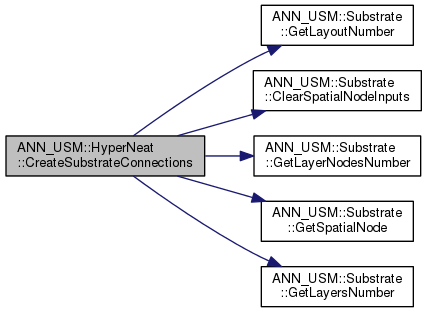 ANN_USM::Substrate
::GetLayoutNumber
ANN_USM::Substrate
::ClearSpatialNodeInputs
ANN_USM::HyperNeat
::CreateSubstrateConnections
ANN_USM::Substrate
::GetLayerNodesNumber
ANN_USM::Substrate
::GetSpatialNode
ANN_USM::Substrate
::GetLayersNumber